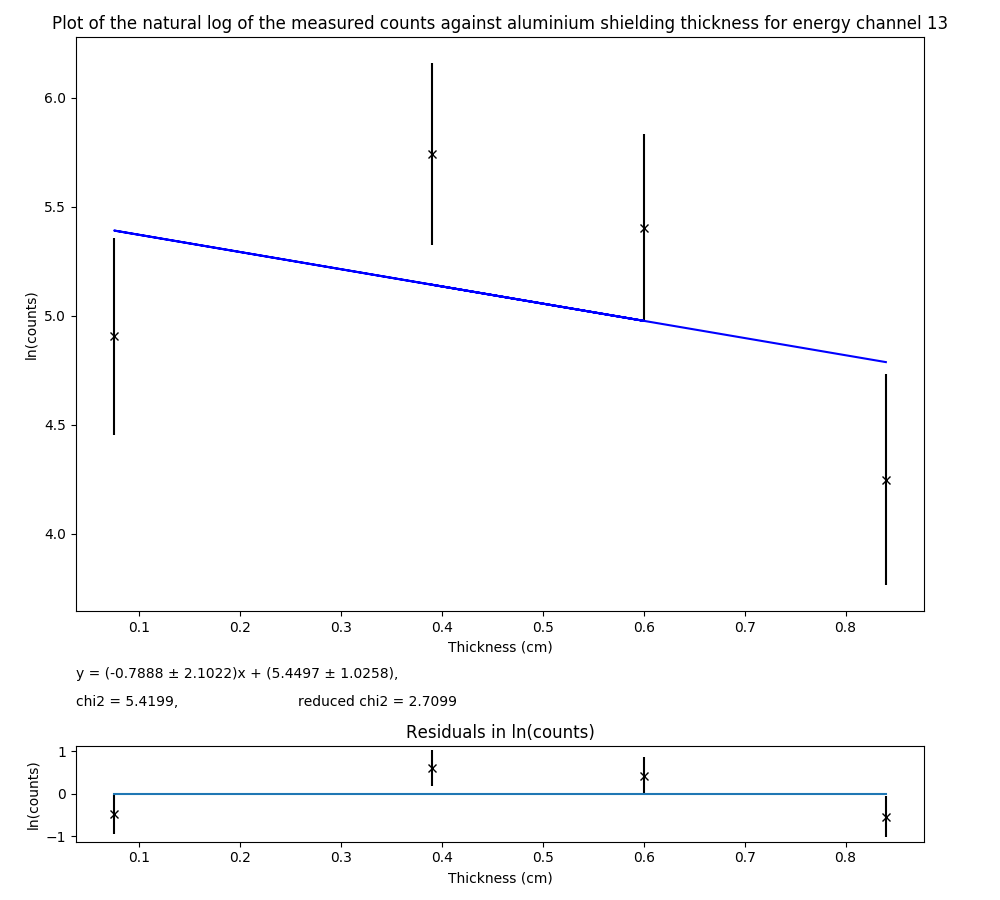 Plot of the natural log of the measured counts against aluminium shielding thickness for energy channel 13
6.0
5.5
5.0
4.5
4.0
ln(counts)
0.1 0.2 0.3 0.4 0.5 0.6 0.7 0.8
Thickness (cm)
y = (-0.7888 ± 2.1022)x + (5.4497 ± 1.0258),
chi2 = 5.4199, reduced chi2 = 2.7099
Residuals in ln(counts)
1
0
−1
ln(counts)
0.1 0.2 0.3 0.4 0.5 0.6 0.7 0.8
Thickness (cm)